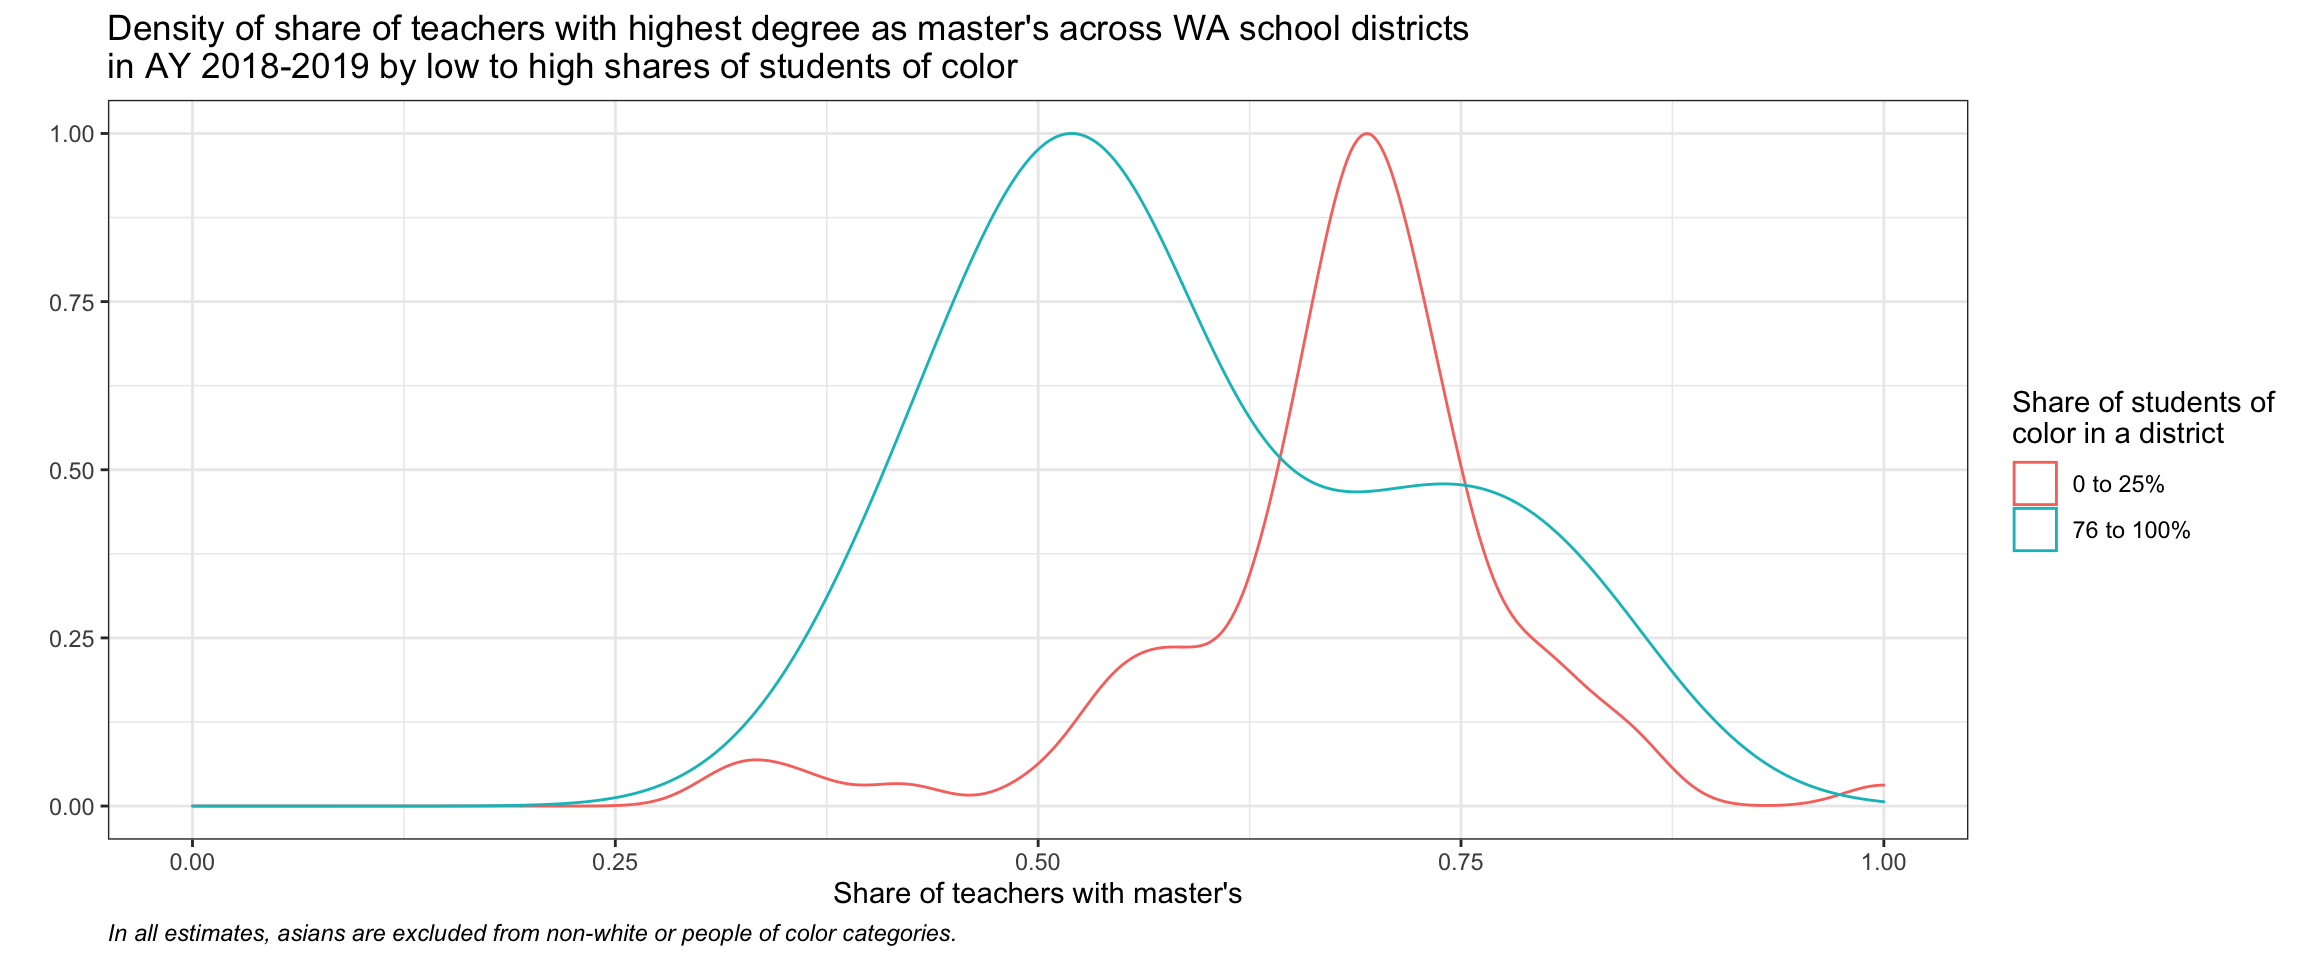 Density of share of teachers with highest degree as master's across WA school districts
in AY 2018-2019 by low to high shares of students of color
1.00
0.75
0.50
0.25
0.00
0.00
0.25
0.50
0.75
1.00
Share of teachers with master's
In all estimates, asians are excluded from non-white or people of color categories.
Share of students of
color in a district
0 to 25%
76 to 100%